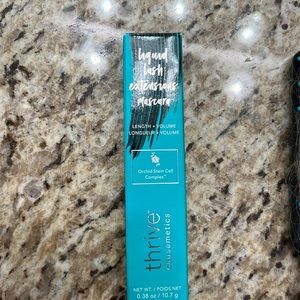 liquid
lash
extensions
mascara
LENGTH + VOLUME
LONGUEUR + VOLUME
Orchid Stem Cell
Complex™
thrive
causemetics
NET WT. / POIDS NET
0.38 oz / 10.7 g